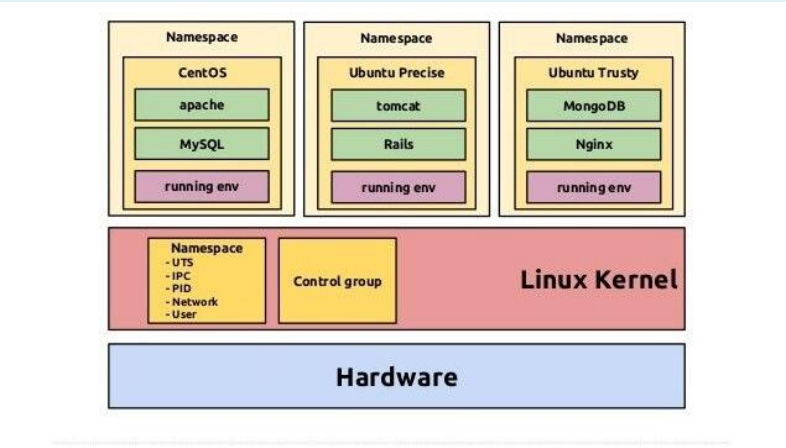 Namespace
CentOS
apache
MySQL
running env
Namespace
Ubuntu Precise
tomcat
Rails
running env
Namespace
Ubuntu Trusty
MongoDB
Nginx
running env
Namespace
- UTS
- IPC
- PID
- Network
- User
Control group
Linux Kernel
Hardware